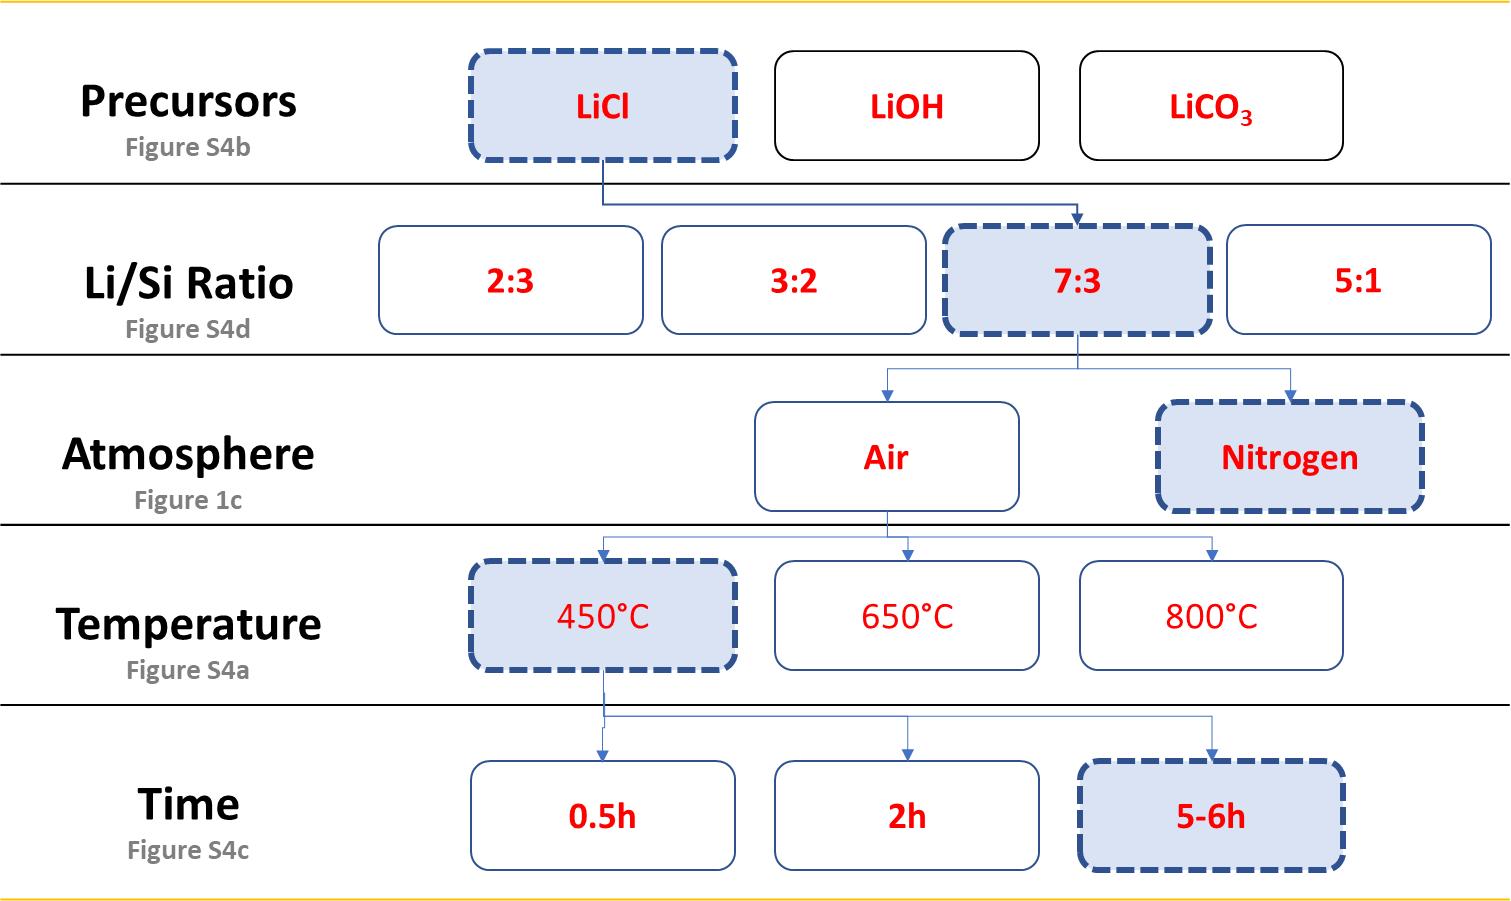 Precursors
Figure S4b
LiCl
LiOH
LiCO₃
Li/Si Ratio
Figure S4d
2:3
3:2
7:3
5:1
Atmosphere
Figure 1c
Air
Nitrogen
Temperature
Figure S4a
450°C
650°C
800°C
Time
Figure S4c
0.5h
2h
5-6h